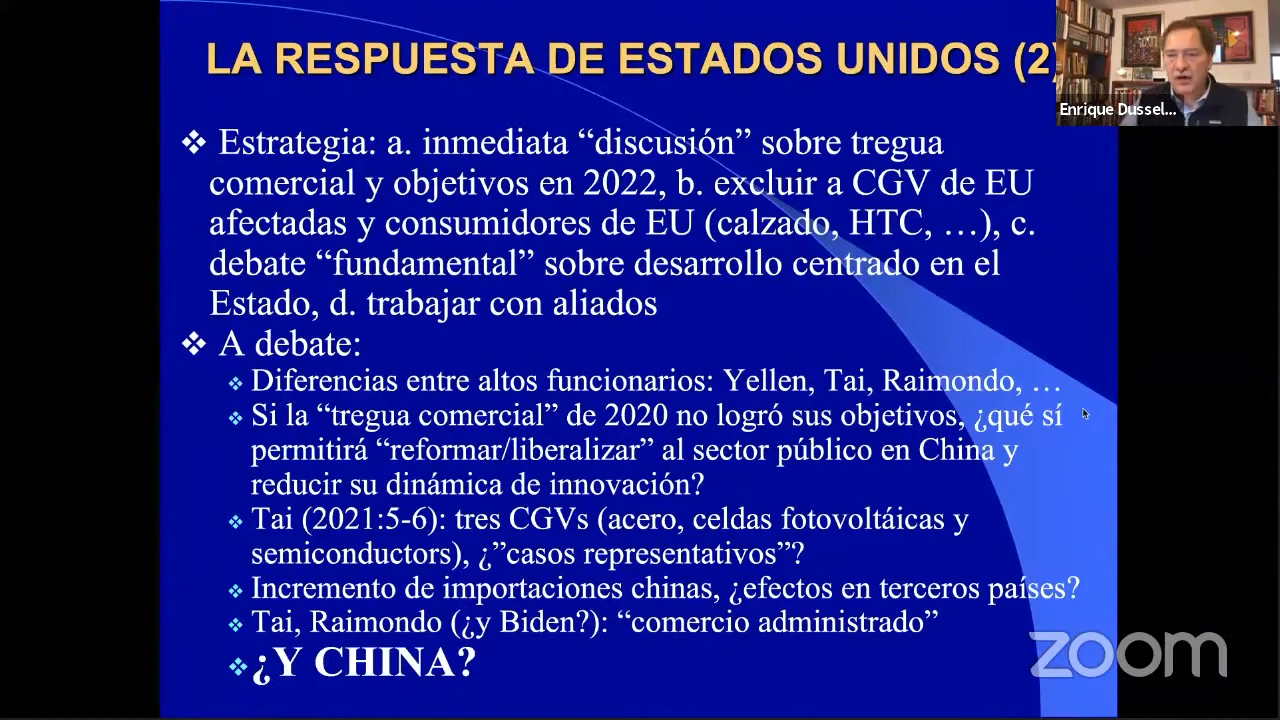 LA RESPUESTA DE ESTADOS UNIDOS (2)
Enrique Dussel...
❖ Estrategia: a. inmediata “discusión” sobre tregua
comercial y objetivos en 2022, b. excluir a CGV de EU
afectadas y consumidores de EU (calzado, HTC, …), c.
debate “fundamental” sobre desarrollo centrado en el
Estado, d. trabajar con aliados
❖ A debate:
❖ Diferencias entre altos funcionarios: Yellen, Tai, Raimondo, …
❖ Si la “tregua comercial” de 2020 no logró sus objetivos, ¿qué sí
permitirá “reformar/liberalizar” al sector público en China y
reducir su dinámica de innovación?
❖ Tai (2021:5-6): tres CGVs (acero, celdas fotovoltáicas y
semiconductors), ¿”casos representativos”?
❖ Incremento de importaciones chinas, ¿efectos en terceros países?
❖ Tai, Raimondo (¿y Biden?): “comercio administrado”
❖ ¿Y CHINA?
zoom